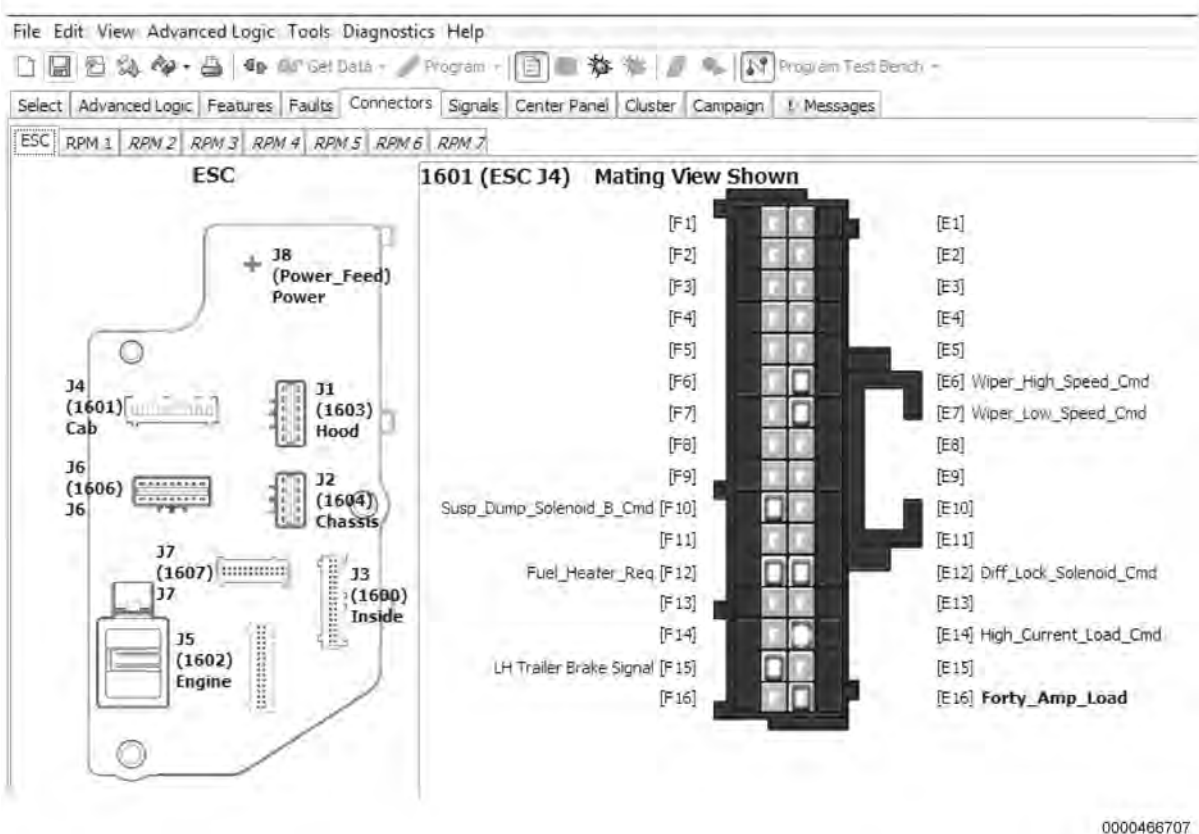 File Edit View Advanced Logic Tools Diagnostics Help
Get Data Program Program Test Bench
Select Advanced Logic Features Faults Connectors Signals Center Panel Cluster Campaign ! Messages
ESC RPM 1 RPM 2 RPM 3 RPM 4 RPM 5 RPM 6 RPM 7
ESC
J8
(Power_Feed)
Power
J4
(1601)
Cab
J1
(1603)
Hood
J6
(1606)
J6
J2
(1604)
Chassis
J7
(1607)
J7
J3
(1600)
Inside
J5
(1602)
Engine
1601 (ESC J4) Mating View Shown
[F1] [E1]
[F2] [E2]
[F3] [E3]
[F4] [E4]
[F5] [E5]
[F6] [E6] Wiper_High_Speed_Cmd
[F7] [E7] Wiper_Low_Speed_Cmd
[F8] [E8]
[F9] [E9]
Susp_Dump_Solenoid_B_Cmd [F10] [E10]
[F11] [E11]
Fuel_Heater_Req [F12] [E12] Diff_Lock_Solenoid_Cmd
[F13] [E13]
[F14] [E14] High_Current_Load_Cmd
LH Trailer Brake Signal [F15] [E15]
[F16] [E16] Forty_Amp_Load
0000466707